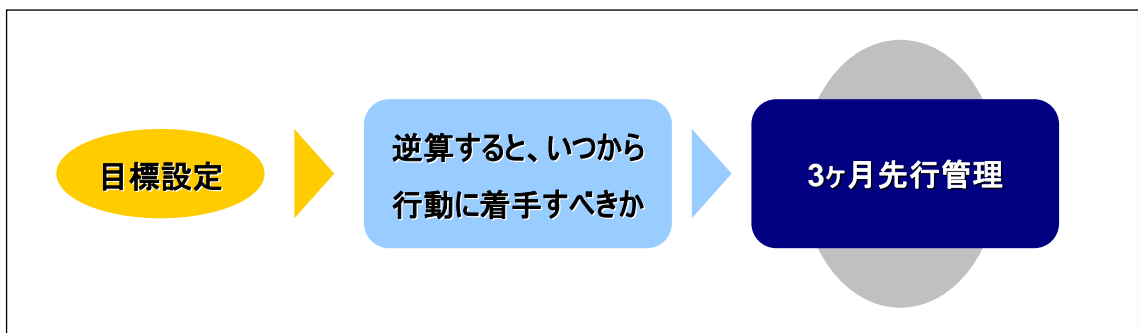 目標設定
逆算すると、いつから
行動に着手すべきか
3ヶ月先行管理